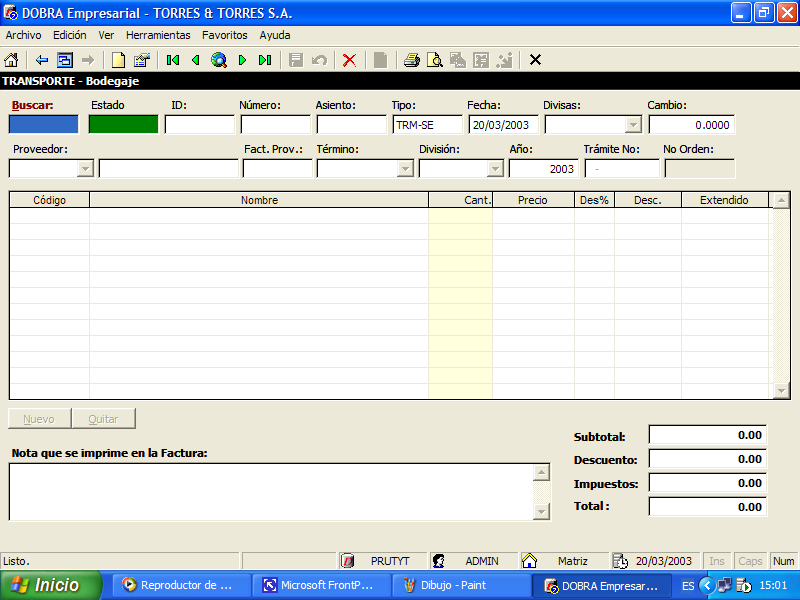 DOBRA Empresarial - TORRES & TORRES S.A.
Archivo Edición Ver Herramientas Favoritos Ayuda
TRANSPORTE - Bodegaje
Buscar: Estado ID: Número: Asiento: Tipo: Fecha: Divisas: Cambio:
TRM-SE 20/03/2003 0.0000
Proveedor: Fact. Prov.: Término: División: Año: Trámite No: No Orden:
2003 -
Código Nombre Cant. Precio Des% Desc. Extendido
Nuevo Quitar
Subtotal: 0.00
Nota que se imprime en la Factura:
Descuento: 0.00
Impuestos: 0.00
Total : 0.00
Listo. PRUTYT ADMIN Matriz 20/03/2003 Ins Caps Num
Inicio Reproductor de ... Microsoft FrontP... Dibujo - Paint DOBRA Empresar... ES 15:01